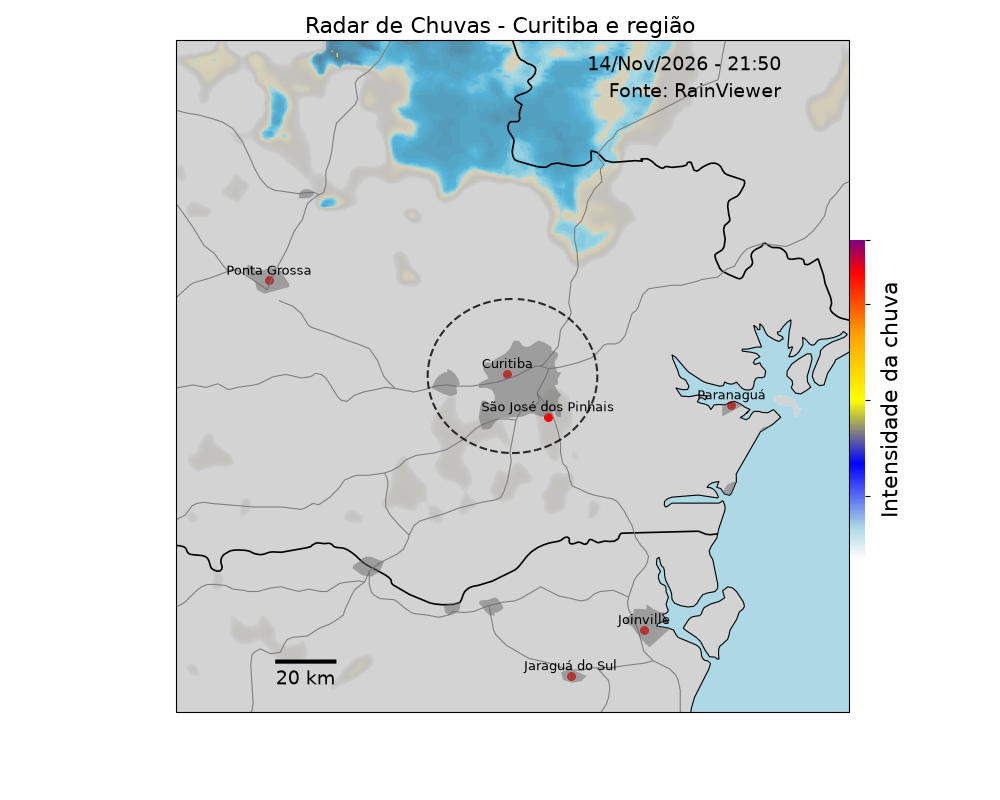 Radar de Chuvas - Curitiba e região
14/Nov/2026 - 21:50
Fonte: RainViewer
Ponta Grossa
Curitiba
Paranaguá
São José dos Pinhais
Intensidade da chuva
Joinville
Jaraguá do Sul
20 km